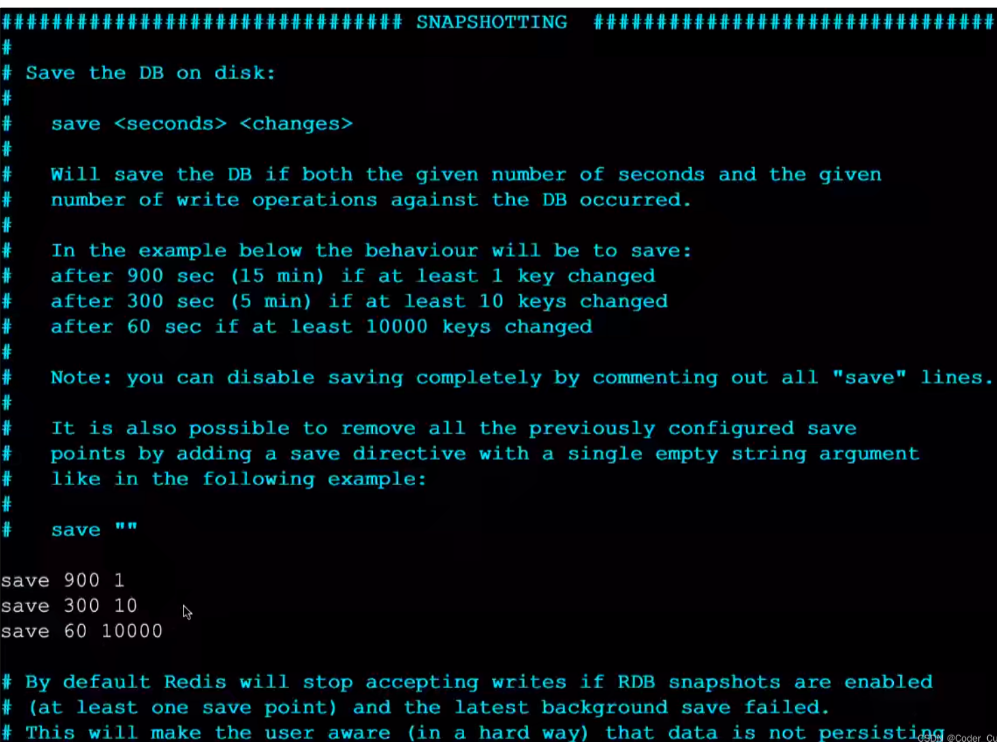 ################################ SNAPSHOTTING ################################
#
# Save the DB on disk:
#
#   save <seconds> <changes>
#
#   Will save the DB if both the given number of seconds and the given
#   number of write operations against the DB occurred.
#
#   In the example below the behaviour will be to save:
#   after 900 sec (15 min) if at least 1 key changed
#   after 300 sec (5 min) if at least 10 keys changed
#   after 60 sec if at least 10000 keys changed
#
#   Note: you can disable saving completely by commenting out all "save" lines.
#
#   It is also possible to remove all the previously configured save
#   points by adding a save directive with a single empty string argument
#   like in the following example:
#
#   save ""

save 900 1
save 300 10
save 60 10000

# By default Redis will stop accepting writes if RDB snapshots are enabled
# (at least one save point) and the latest background save failed.
# This will make the user aware (in a hard way) that data is not persisting
CSDN @Coder_Cu